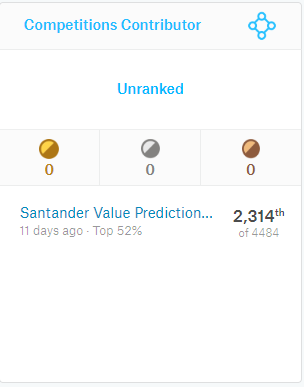 Competitions Contributor
Unranked
0 0 0
Santander Value Prediction... 2,314th
11 days ago · Top 52% of 4484